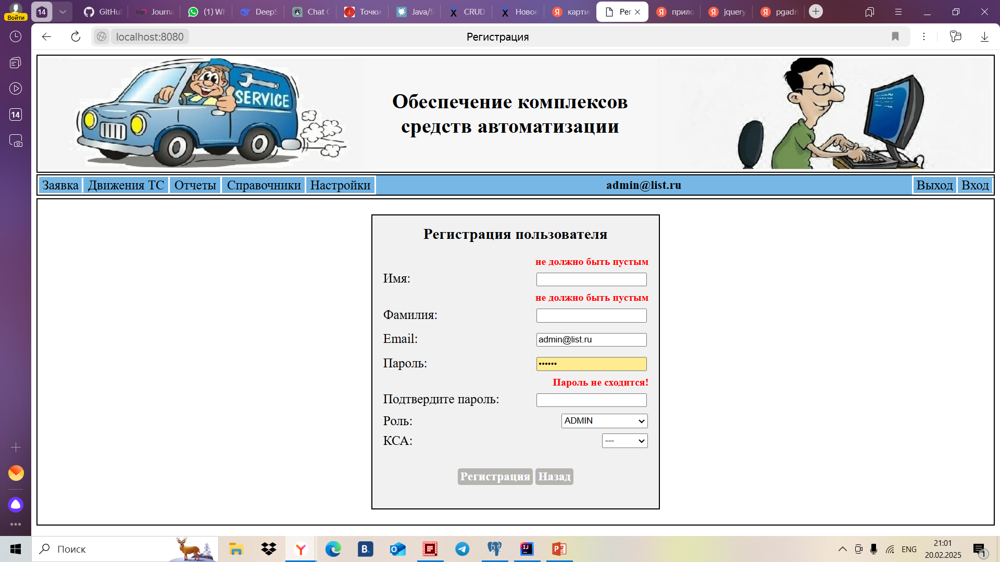 Войти
14
GitHu
Journa
(1) W
DeepS
Chat G
Точки
Java/S
CRUD
Новое
карти
Рег
прило
jquery
pgadm
localhost:8080
Регистрация
14
SERVICE
Обеспечение комплексов
средств автоматизации
Заявка Движения ТС Отчеты Справочники Настройки admin@list.ru Выход Вход
Регистрация пользователя
не должно быть пустым
Имя:
не должно быть пустым
Фамилия:
Email: admin@list.ru
Пароль: ••••••
Пароль не сходится!
Подтвердите пароль:
Роль: ADMIN
КСА: ---
Регистрация Назад
Поиск
ENG
21:01
20.02.2025
1